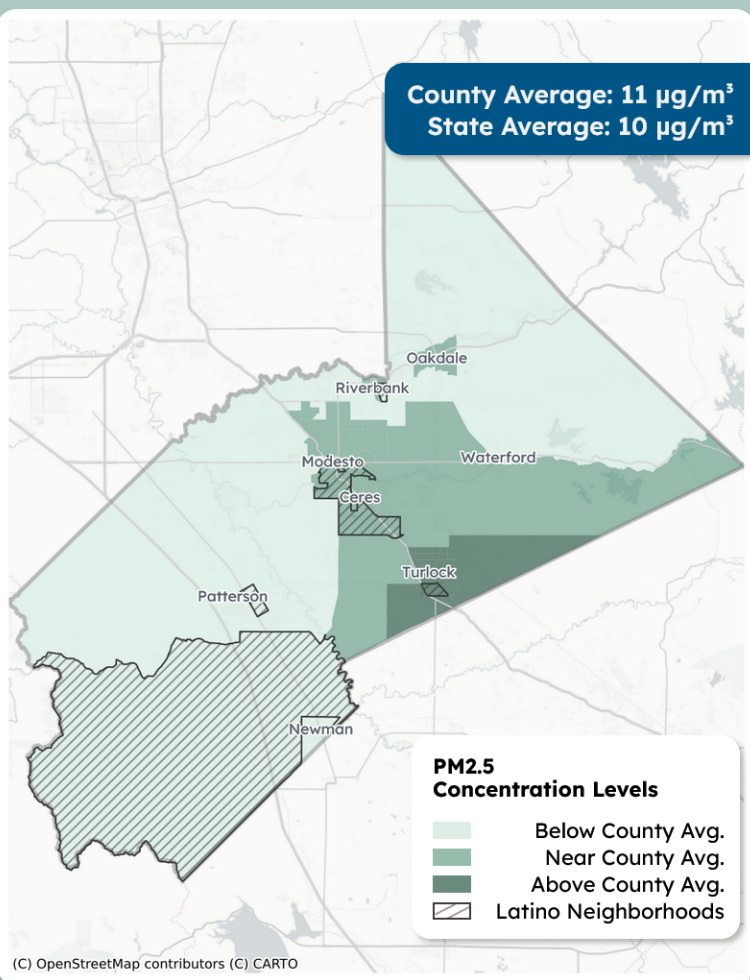 County Average: 11 μg/m³
State Average: 10 μg/m³
Oakdale
Riverbank
Modesto
Waterford
Ceres
Turlock
Patterson
Newman
PM2.5
Concentration Levels
Below County Avg.
Near County Avg.
Above County Avg.
Latino Neighborhoods
(C) OpenStreetMap contributors (C) CARTO